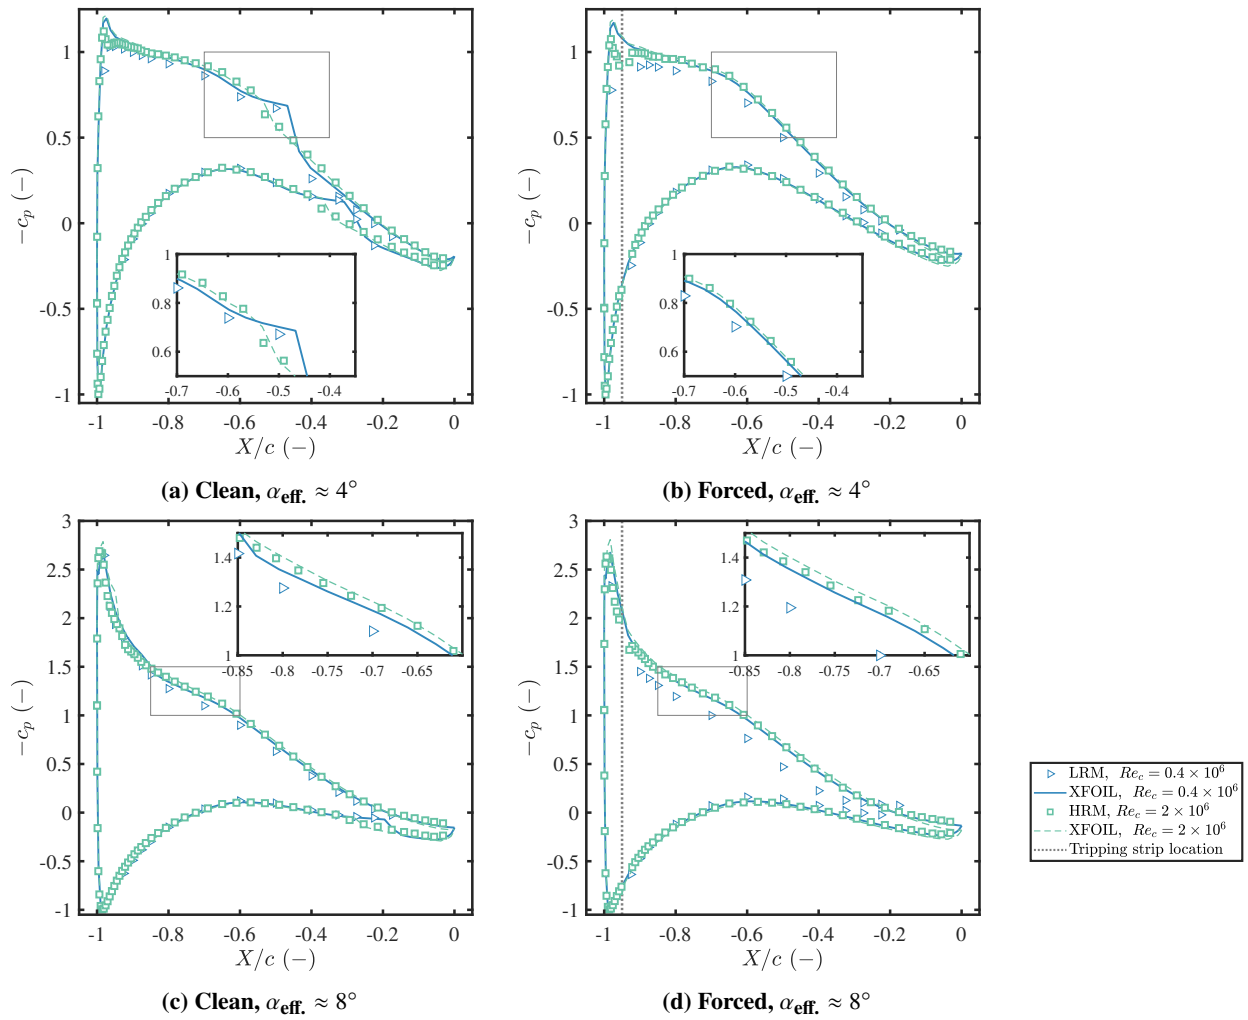 1
0.5
0
-0.5
-1
−c_p (−)
1
0.8
0.6
-0.7 -0.6 -0.5 -0.4
-1 -0.8 -0.6 -0.4 -0.2 0
X/c (−)
(a) Clean, α_eff. ≈ 4°
1
0.5
0
-0.5
-1
−c_p (−)
1
0.8
0.6
-0.7 -0.6 -0.5 -0.4
-1 -0.8 -0.6 -0.4 -0.2 0
X/c (−)
(b) Forced, α_eff. ≈ 4°
3
2.5
2
1.5
1
0.5
0
-0.5
-1
−c_p (−)
1.4
1.2
1
-0.85 -0.8 -0.75 -0.7 -0.65
-1 -0.8 -0.6 -0.4 -0.2 0
X/c (−)
(c) Clean, α_eff. ≈ 8°
3
2.5
2
1.5
1
0.5
0
-0.5
-1
−c_p (−)
1.4
1.2
1
-0.85 -0.8 -0.75 -0.7 -0.65
-1 -0.8 -0.6 -0.4 -0.2 0
X/c (−)
(d) Forced, α_eff. ≈ 8°
LRM, Re_c = 0.4 × 10⁶
XFOIL, Re_c = 0.4 × 10⁶
HRM, Re_c = 2 × 10⁶
XFOIL, Re_c = 2 × 10⁶
Tripping strip location